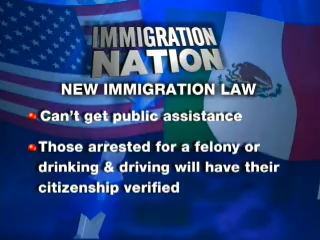 IMMIGRATION
NATION
NEW IMMIGRATION LAW
Can't get public assistance
Those arrested for a felony or
drinking & driving will have their
citizenship verified